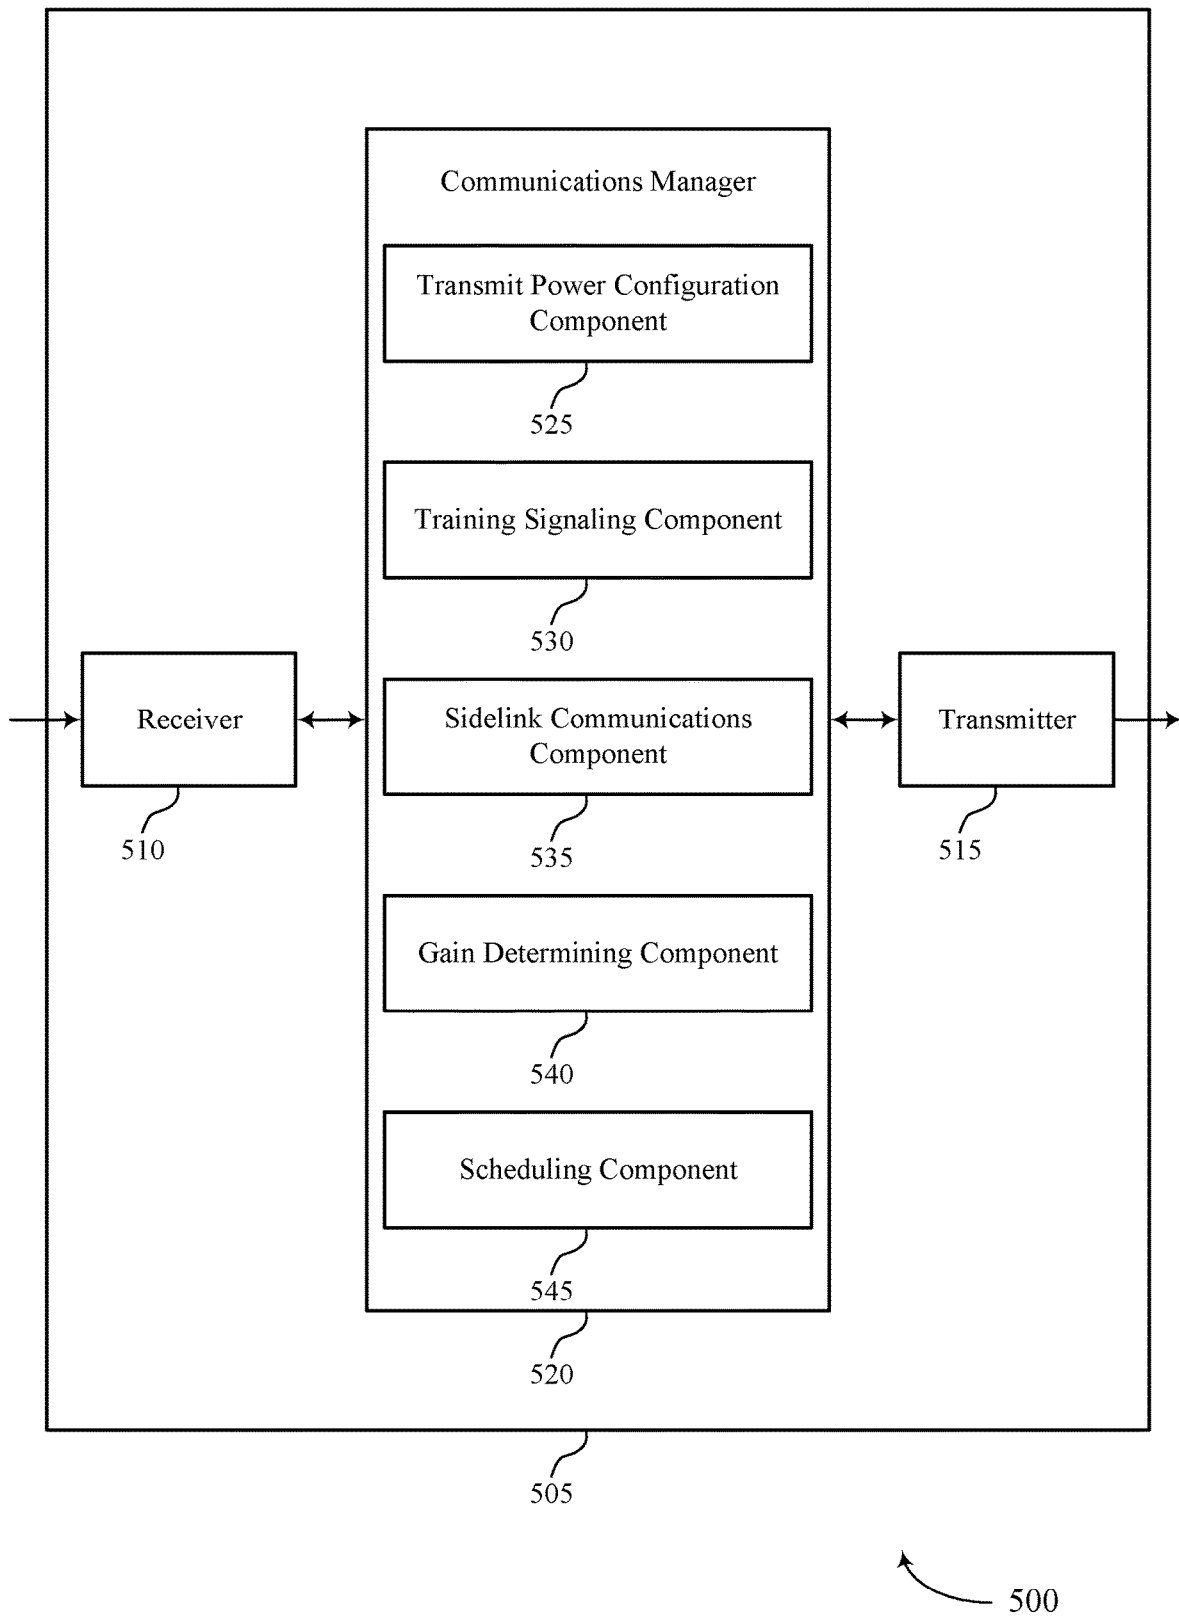 Communications Manager
Transmit Power Configuration
Component
525
Training Signaling Component
530
Receiver
510
Sidelink Communications
Component
535
Transmitter
515
Gain Determining Component
540
Scheduling Component
545
520
505
500